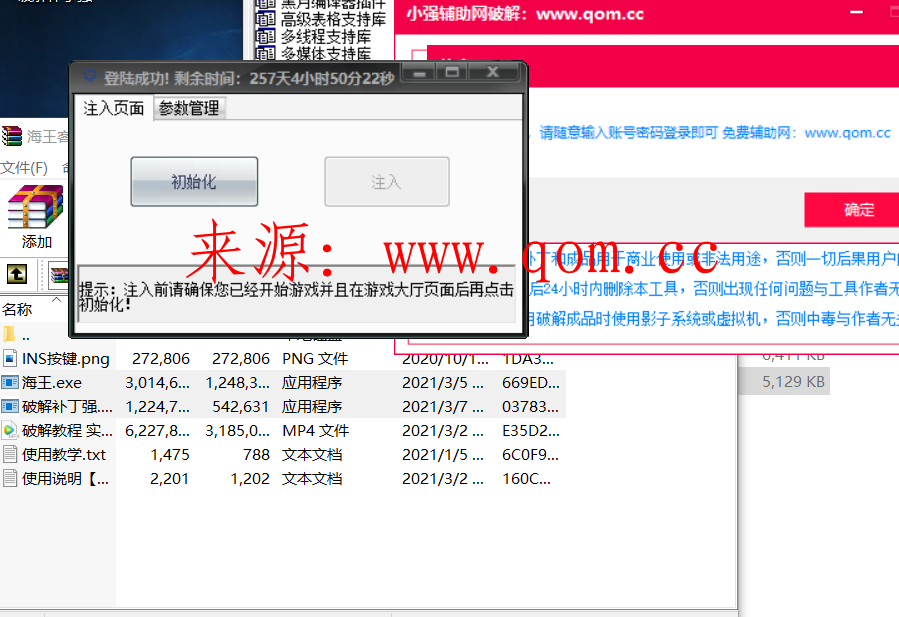 黑月编译器插件
高级表格支持库
多线程支持库
多媒体支持库
小强辅助网破解：www.qom.cc
登陆成功! 剩余时间：257天4小时50分22秒
注入页面 参数管理
初始化
注入
提示：注入前请确保您已经开始游戏并且在游戏大厅页面后再点击
初始化！
来源：www.qom.cc
请随意输入账号密码登录即可 免费辅助网：www.qom.cc
确定
和成品用于商业使用或非法用途，否则一切后果用户
后24小时内删除本工具，否则出现任何问题与工具作者无
用破解成品时使用影子系统或虚拟机，否则中毒与作者无
海王客
文件(F)
添加
名称
..
INS按键.png 272,806 272,806 PNG 文件 2020/10/1... 1DA3...
海王.exe 3,014,6... 1,248,3... 应用程序 2021/3/5 ... 669ED...
破解补丁强.... 1,224,7... 542,631 应用程序 2021/3/7 ... 03783...
破解教程 实... 6,227,8... 3,185,0... MP4 文件 2021/3/2 ... E35D2...
使用教学.txt 1,475 788 文本文档 2021/1/5 ... 6C0F9...
使用说明【... 2,201 1,202 文本文档 2021/3/2 ... 160C...
5,129 KB